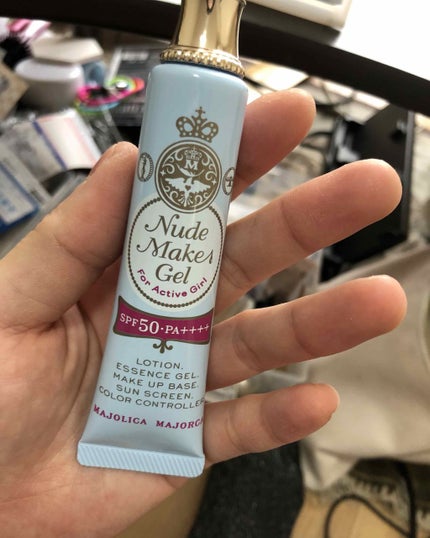 M
Nude
Make
Gel
For Active Girl
SPF50·PA++++
LOTION.
ESSENCE GEL.
MAKE UP BASE.
SUN SCREEN.
COLOR CONTROLLER
MAJOLICA MAJORCA